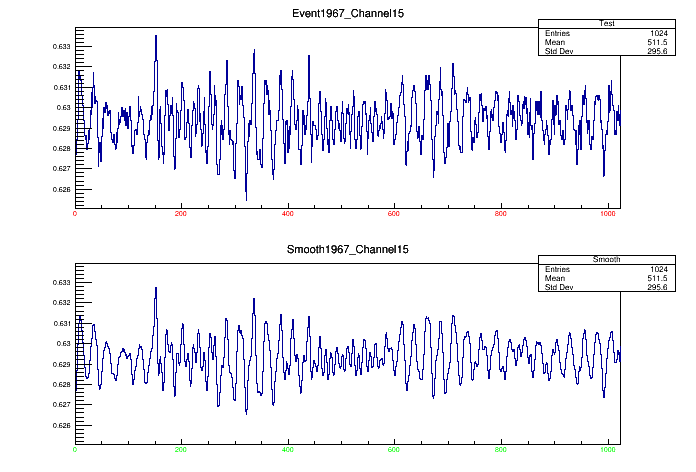 Event1967_Channel15
Test
Entries 1024
Mean 511.5
Std Dev 295.6
0.633
0.632
0.631
0.63
0.629
0.628
0.627
0.626
0 200 400 600 800 1000
Smooth1967_Channel15
Smooth
Entries 1024
Mean 511.5
Std Dev 295.6
0.633
0.632
0.631
0.63
0.629
0.628
0.627
0.626
0 200 400 600 800 1000